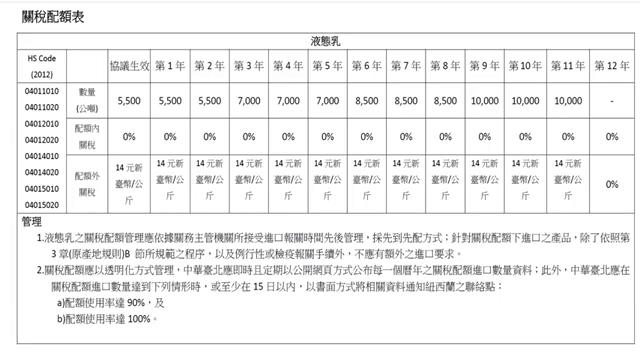 關稅配額表
液態乳
HS Code (2012) 協議生效 第 1 年 第 2 年 第 3 年 第 4 年 第 5 年 第 6 年 第 7 年 第 8 年 第 9 年 第 10 年 第 11 年 第 12 年
04011010
04011020
04012010
04012020
04014010
04014020
04015010
04015020
數量(公噸) 5,500 5,500 5,500 7,000 7,000 7,000 8,500 8,500 8,500 10,000 10,000 10,000 -
配額內關稅 0% 0% 0% 0% 0% 0% 0% 0% 0% 0% 0% 0% 0%
配額外關稅 14 元新臺幣/公斤 14 元新臺幣/公斤 14 元新臺幣/公斤 14 元新臺幣/公斤 14 元新臺幣/公斤 14 元新臺幣/公斤 14 元新臺幣/公斤 14 元新臺幣/公斤 14 元新臺幣/公斤 14 元新臺幣/公斤 14 元新臺幣/公斤 14 元新臺幣/公斤 0%
管理
1.液態乳之關稅配額管理應依據關務主管機關所接受進口報關時間先後管理，採先到先配方式；針對關稅配額下進口之產品，除了依照第
3 章(原產地規則)B 節所規範之程序，以及例行性或檢疫報關手續外，不應有額外之進口要求。
2.關稅配額應以透明化方式管理，中華臺北應即時且定期以公開網頁方式公布每一個曆年之關稅配額進口數量資料；此外，中華臺北應在
關稅配額進口數量達到下列情形時，或至少在 15 日以內，以書面方式將相關資料通知紐西蘭之聯絡點：
a)配額使用率達 90%，及
b)配額使用率達 100%。